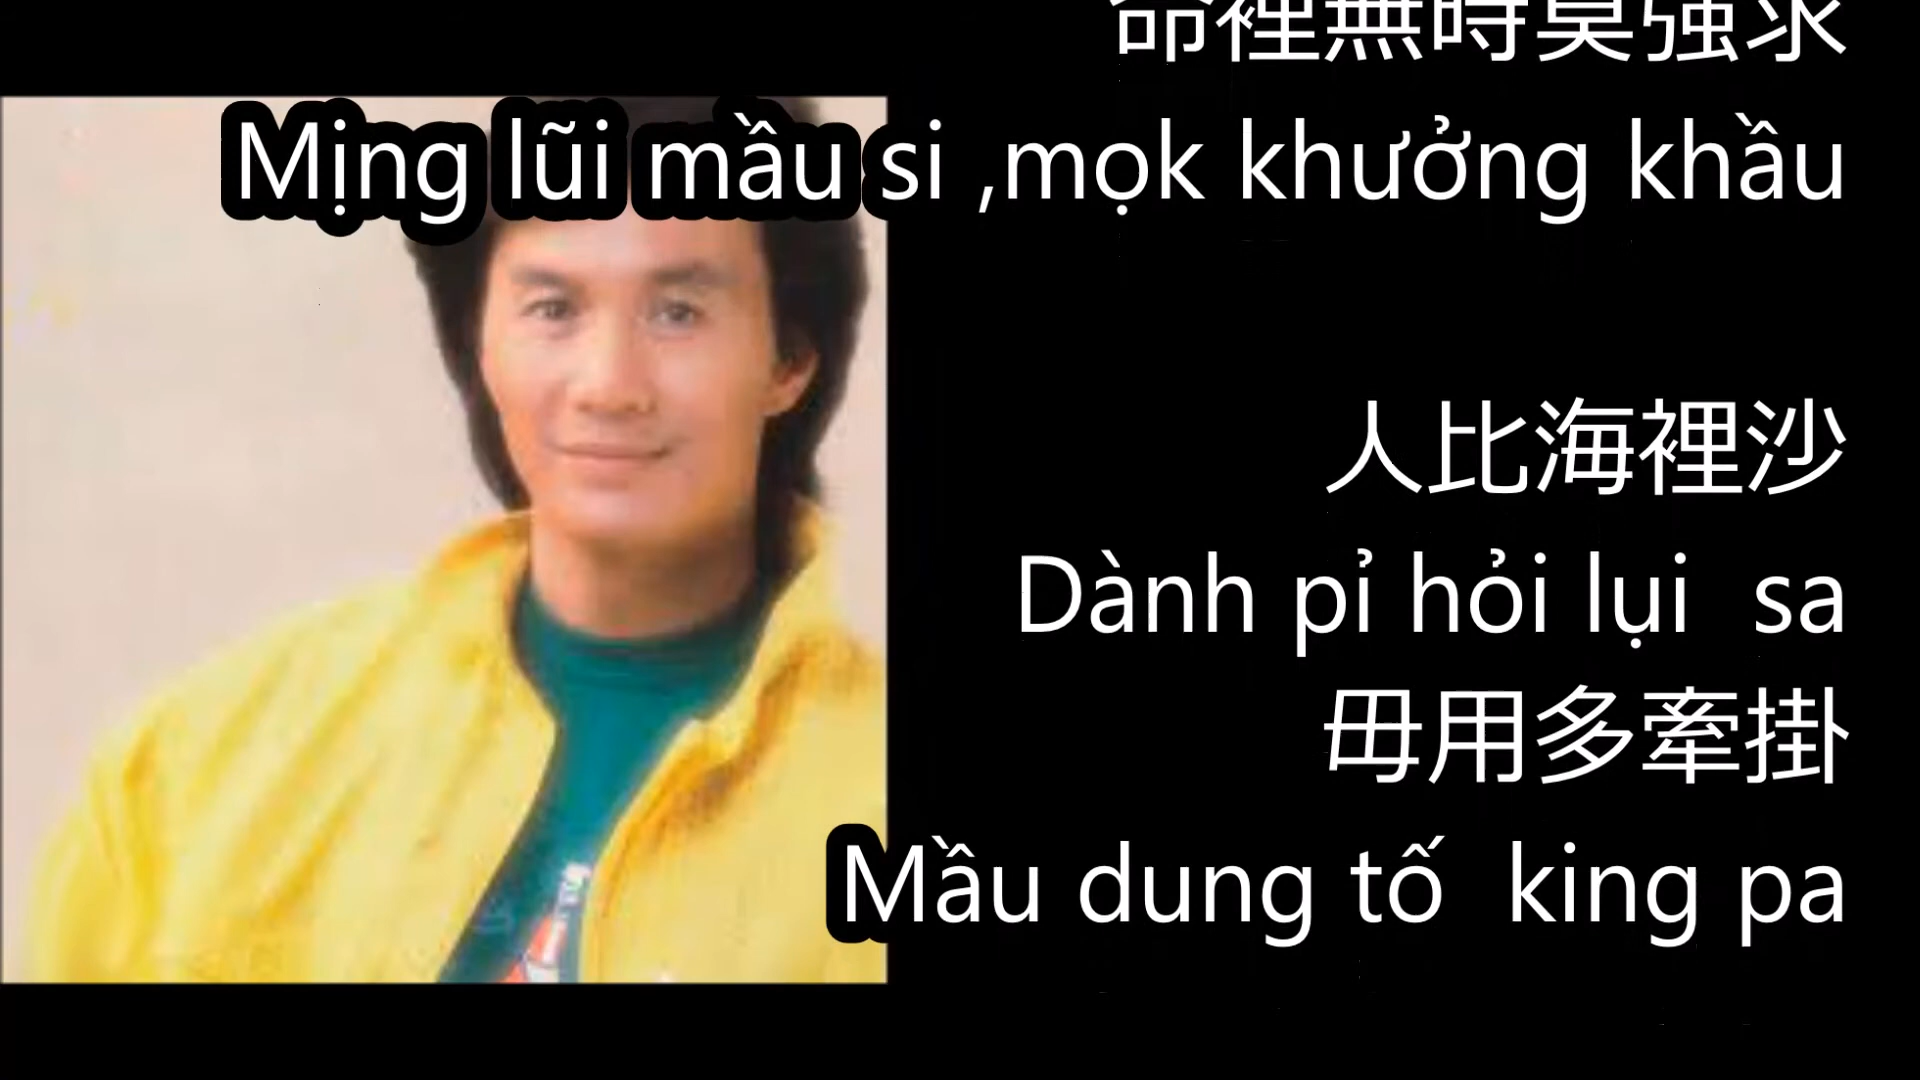 命裡無時莫强求
Mịng lũi mầu si ,mọk khưởng khầu
人比海裡沙
Dành pỉ hỏi lụi  sa
毋用多牽掛
Mầu dung tố  king pa